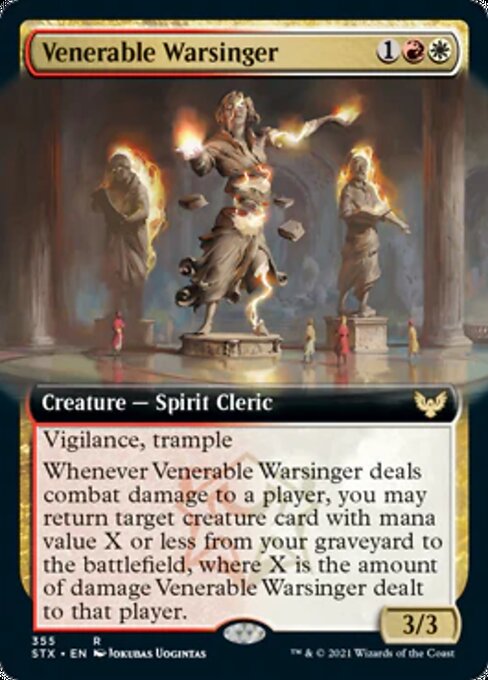 Venerable Warsinger 1
Creature — Spirit Cleric
Vigilance, trample
Whenever Venerable Warsinger deals
combat damage to a player, you may
return target creature card with mana
value X or less from your graveyard to
the battlefield, where X is the amount
of damage Venerable Warsinger dealt
to that player.
3/3
355 R
STX • EN Jokubas Uogintas
™ & © 2021 Wizards of the Coast